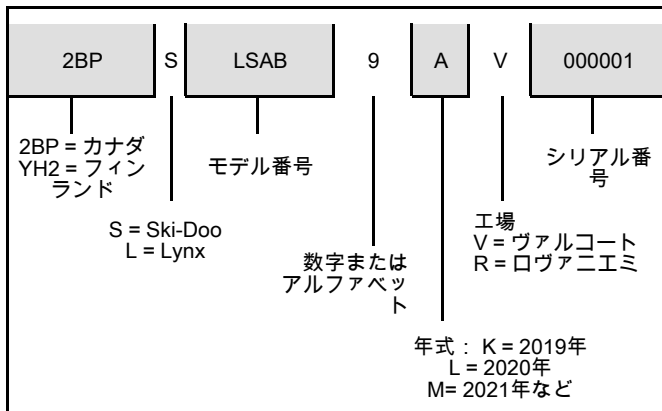 2BP S LSAB 9 A V 000001
2BP = カナダ
YH2 = フィン
ランド
モデル番号
シリアル番
号
S = Ski-Doo
L = Lynx
工場
V = ヴァルコート
R = ロヴァニエミ
数字または
アルファベッ
ト
年式 : K = 2019年
L = 2020年
M= 2021年など